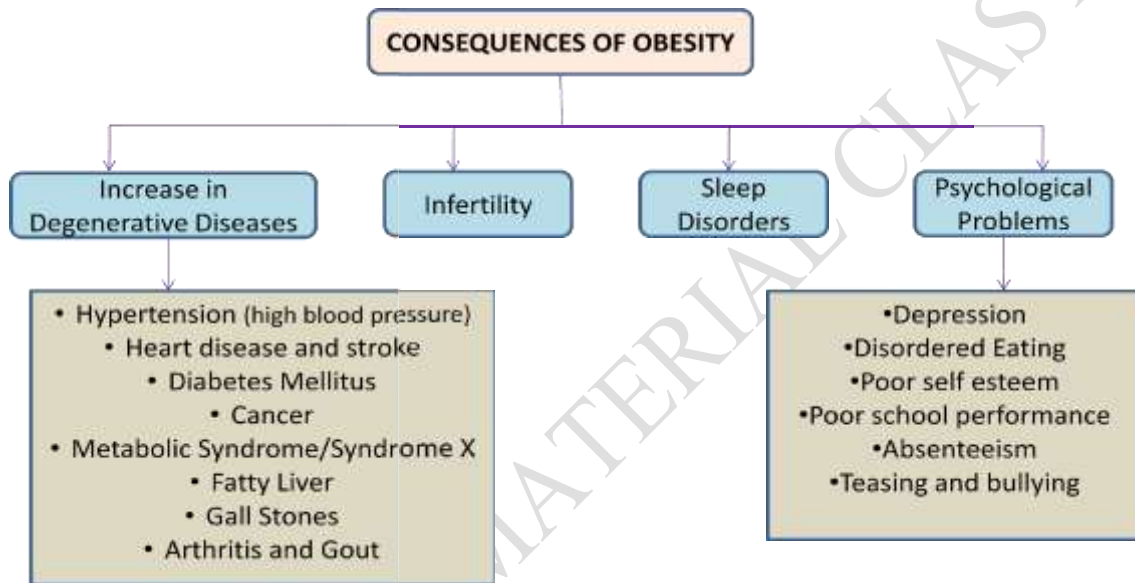 CONSEQUENCES OF OBESITY
Increase in
Degenerative Diseases
Infertility
Sleep
Disorders
Psychological
Problems
• Hypertension (high blood pressure)
• Heart disease and stroke
• Diabetes Mellitus
• Cancer
• Metabolic Syndrome/Syndrome X
• Fatty Liver
• Gall Stones
• Arthritis and Gout
•Depression
•Disordered Eating
•Poor self esteem
•Poor school performance
•Absenteeism
•Teasing and bullying
MATERIAL CLAS